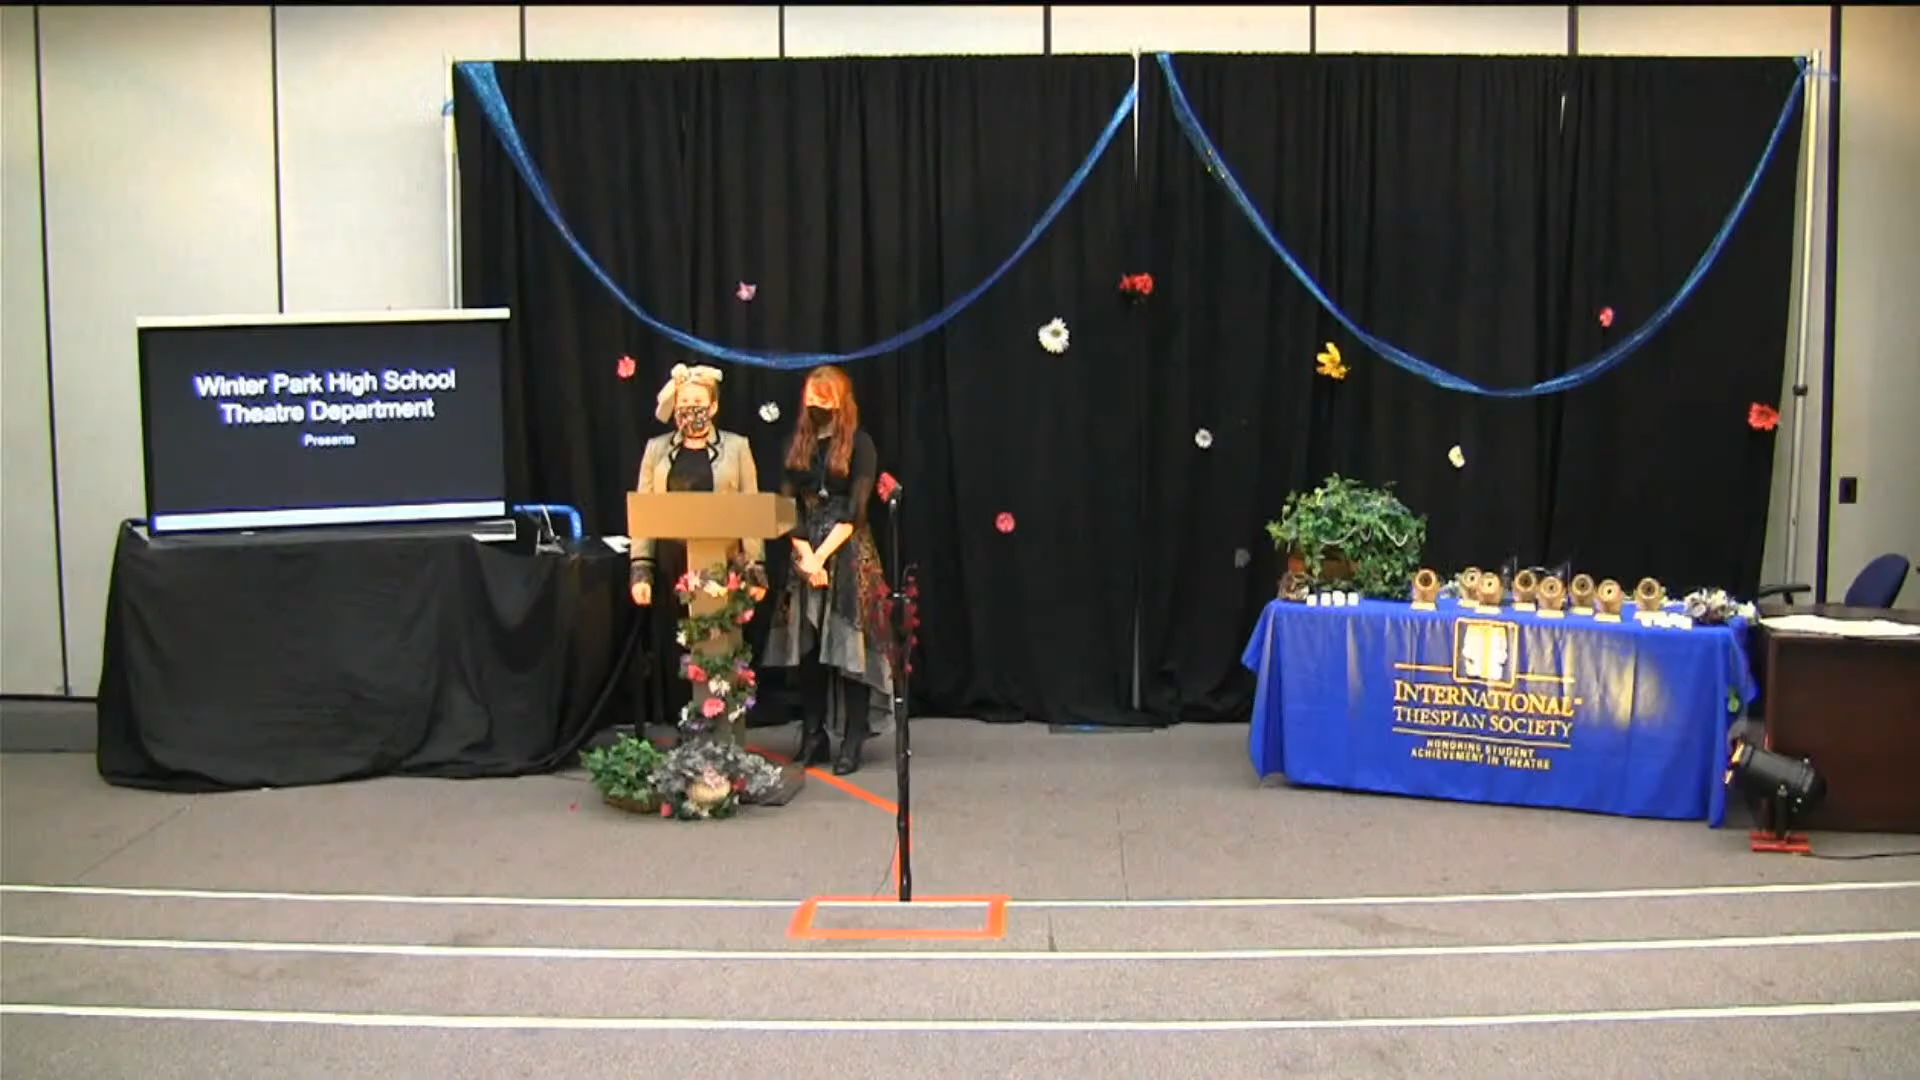 Winter Park High School
Theatre Department
Presents
INTERNATIONAL
THESPIAN SOCIETY
HONORING STUDENT
ACHIEVEMENT IN THEATRE